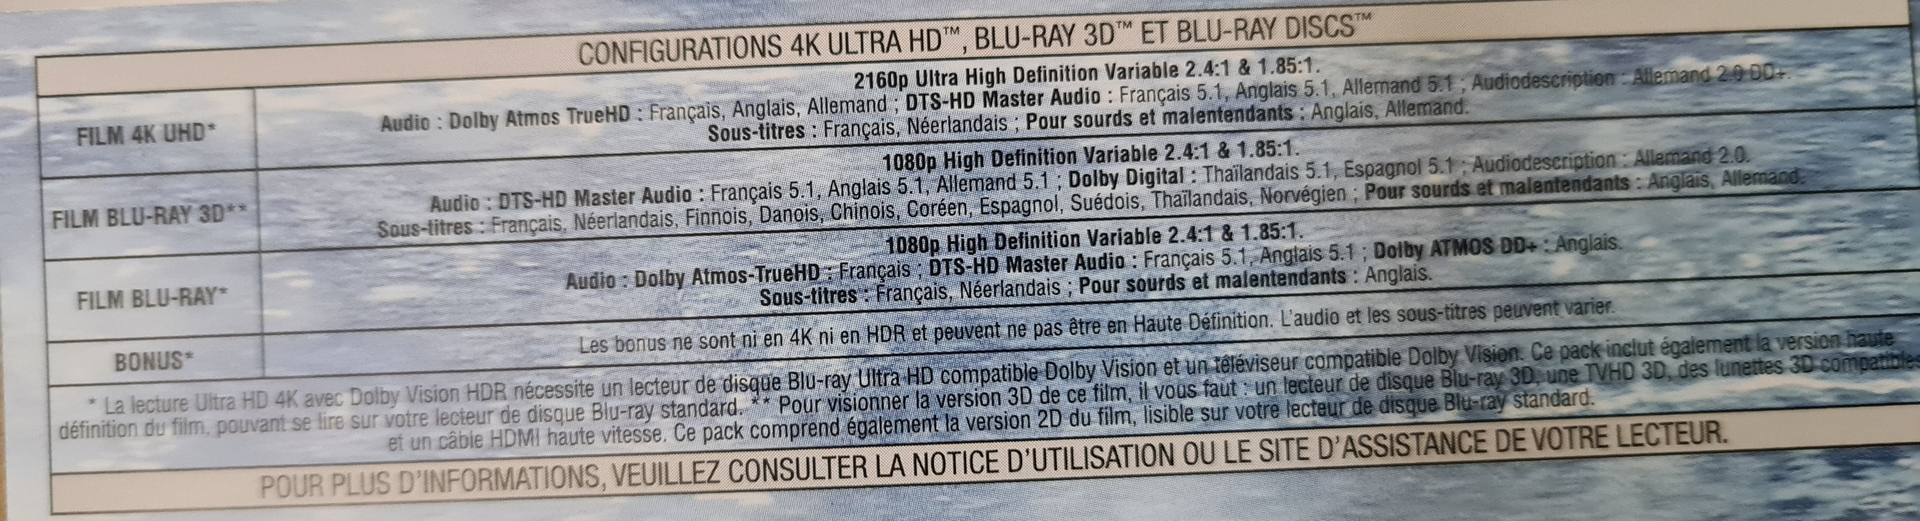 CONFIGURATIONS 4K ULTRA HD™, BLU-RAY 3D™ ET BLU-RAY DISCS™
FILM 4K UHD*
2160p Ultra High Definition Variable 2.4:1 & 1.85:1.
Audio : Dolby Atmos TrueHD : Français, Anglais, Allemand ; DTS-HD Master Audio : Français 5.1, Anglais 5.1, Allemand 5.1 ; Audiodescription : Allemand 2.0 DD+.
Sous-titres : Français, Néerlandais ; Pour sourds et malentendants : Anglais, Allemand.
FILM BLU-RAY 3D**
1080p High Definition Variable 2.4:1 & 1.85:1.
Audio : DTS-HD Master Audio : Français 5.1, Anglais 5.1, Allemand 5.1 ; Dolby Digital : Thaïlandais 5.1, Espagnol 5.1 ; Audiodescription : Allemand 2.0.
Sous-titres : Français, Néerlandais, Finnois, Danois, Chinois, Coréen, Espagnol, Suédois, Thaïlandais, Norvégien ; Pour sourds et malentendants : Anglais, Allemand.
FILM BLU-RAY*
1080p High Definition Variable 2.4:1 & 1.85:1.
Audio : Dolby Atmos-TrueHD : Français ; DTS-HD Master Audio : Français 5.1, Anglais 5.1 ; Dolby ATMOS DD+ : Anglais.
Sous-titres : Français, Néerlandais ; Pour sourds et malentendants : Anglais.
BONUS*
Les bonus ne sont ni en 4K ni en HDR et peuvent ne pas être en Haute Définition. L'audio et les sous-titres peuvent varier.
* La lecture Ultra HD 4K avec Dolby Vision HDR nécessite un lecteur de disque Blu-ray Ultra HD compatible Dolby Vision et un téléviseur compatible Dolby Vision. Ce pack inclut également la version haute
définition du film, pouvant se lire sur votre lecteur de disque Blu-ray standard. ** Pour visionner la version 3D de ce film, il vous faut : un lecteur de disque Blu-ray 3D, une TVHD 3D, des lunettes 3D compatibles
et un câble HDMI haute vitesse. Ce pack comprend également la version 2D du film, lisible sur votre lecteur de disque Blu-ray standard.
POUR PLUS D'INFORMATIONS, VEUILLEZ CONSULTER LA NOTICE D'UTILISATION OU LE SITE D'ASSISTANCE DE VOTRE LECTEUR.